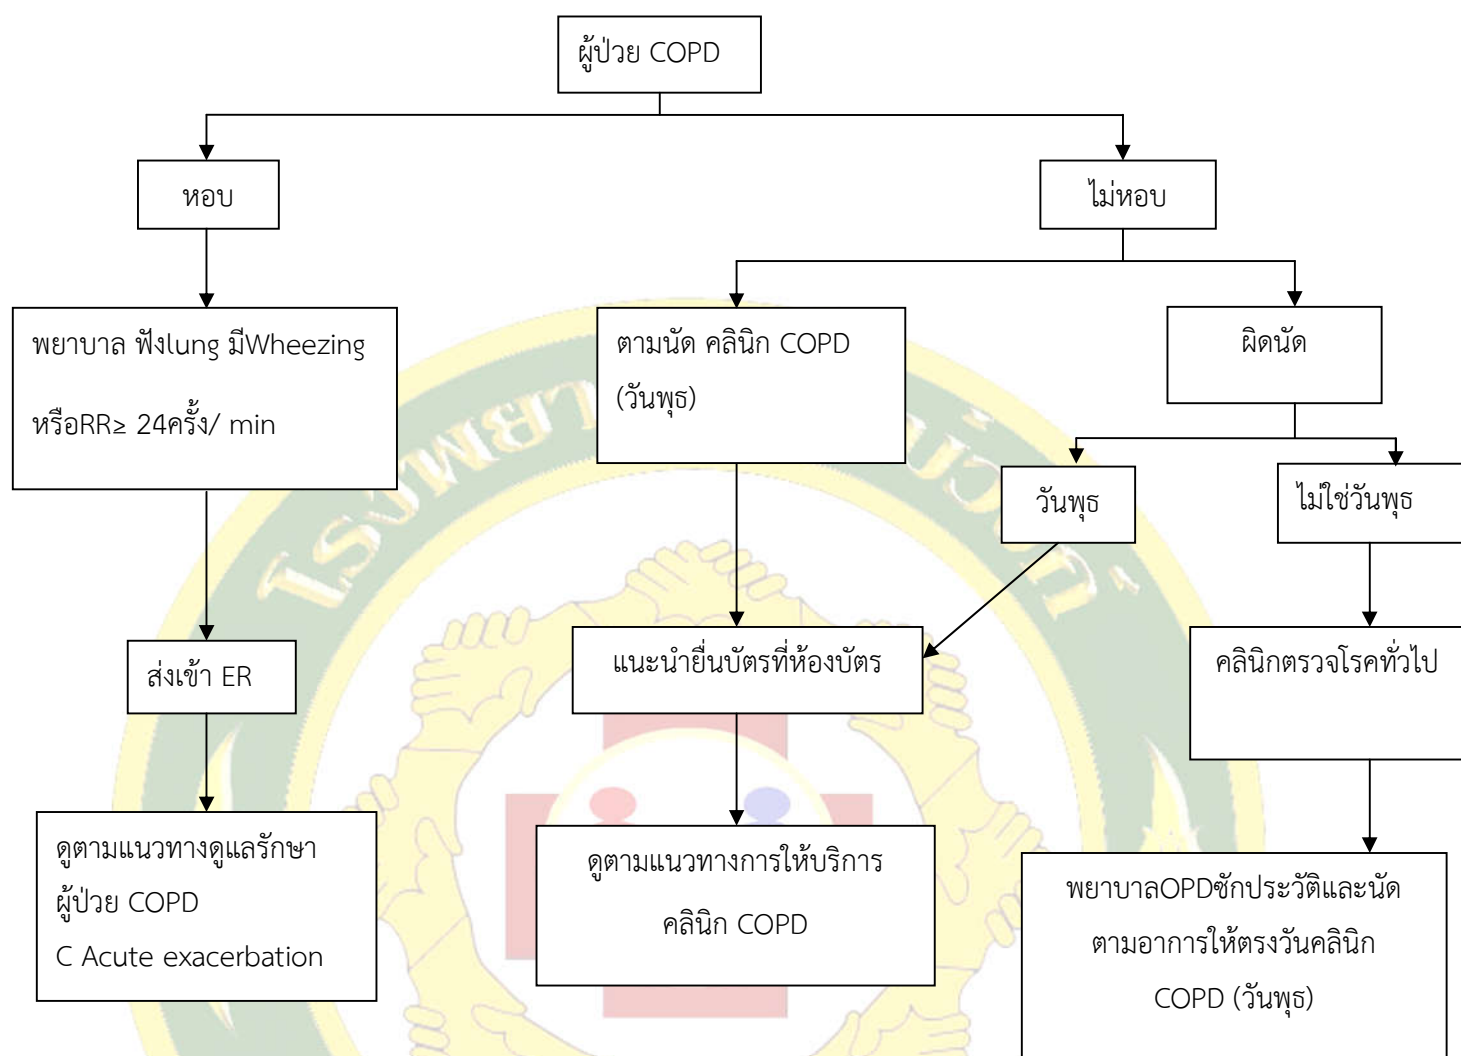 ผู้ป่วย COPD
หอบ
ไม่หอบ
พยาบาล ฟังlung มีWheezing
หรือRR≥ 24ครั้ง/ min
ตามนัด คลินิก COPD
(วันพุธ)
ผิดนัด
วันพุธ
ไม่ใช่วันพุธ
ส่งเข้า ER
แนะนำยื่นบัตรที่ห้องบัตร
คลินิกตรวจโรคทั่วไป
ดูตามแนวทางดูแลรักษา
ผู้ป่วย COPD
C Acute exacerbation
ดูตามแนวทางการให้บริการ
คลินิก COPD
พยาบาลOPDซักประวัติและนัด
ตามอาการให้ตรงวันคลินิก
COPD (วันพุธ)